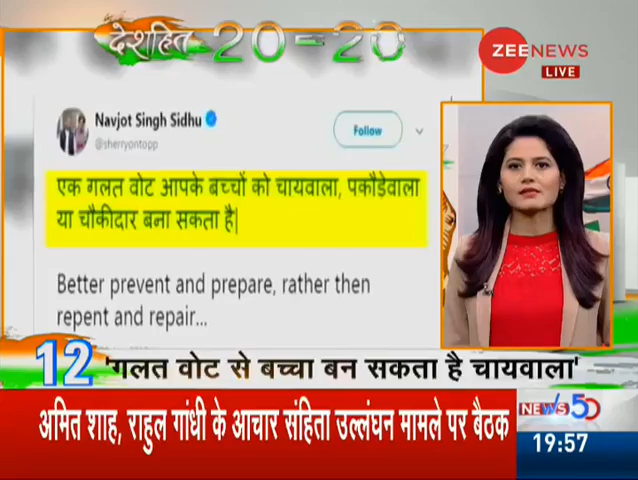 देशहित 20-20
ZEE NEWS
LIVE
Navjot Singh Sidhu
@sherryontopp
Follow
एक गलत वोट आपके बच्चों को चायवाला, पकौड़ेवाला
या चौकीदार बना सकता है|
Better prevent and prepare, rather then
repent and repair...
12 'गलत वोट से बच्चा बन सकता है चायवाला'
अमित शाह, राहुल गांधी के आचार संहिता उल्लंघन मामले पर बैठक
NEWS 50
19:57